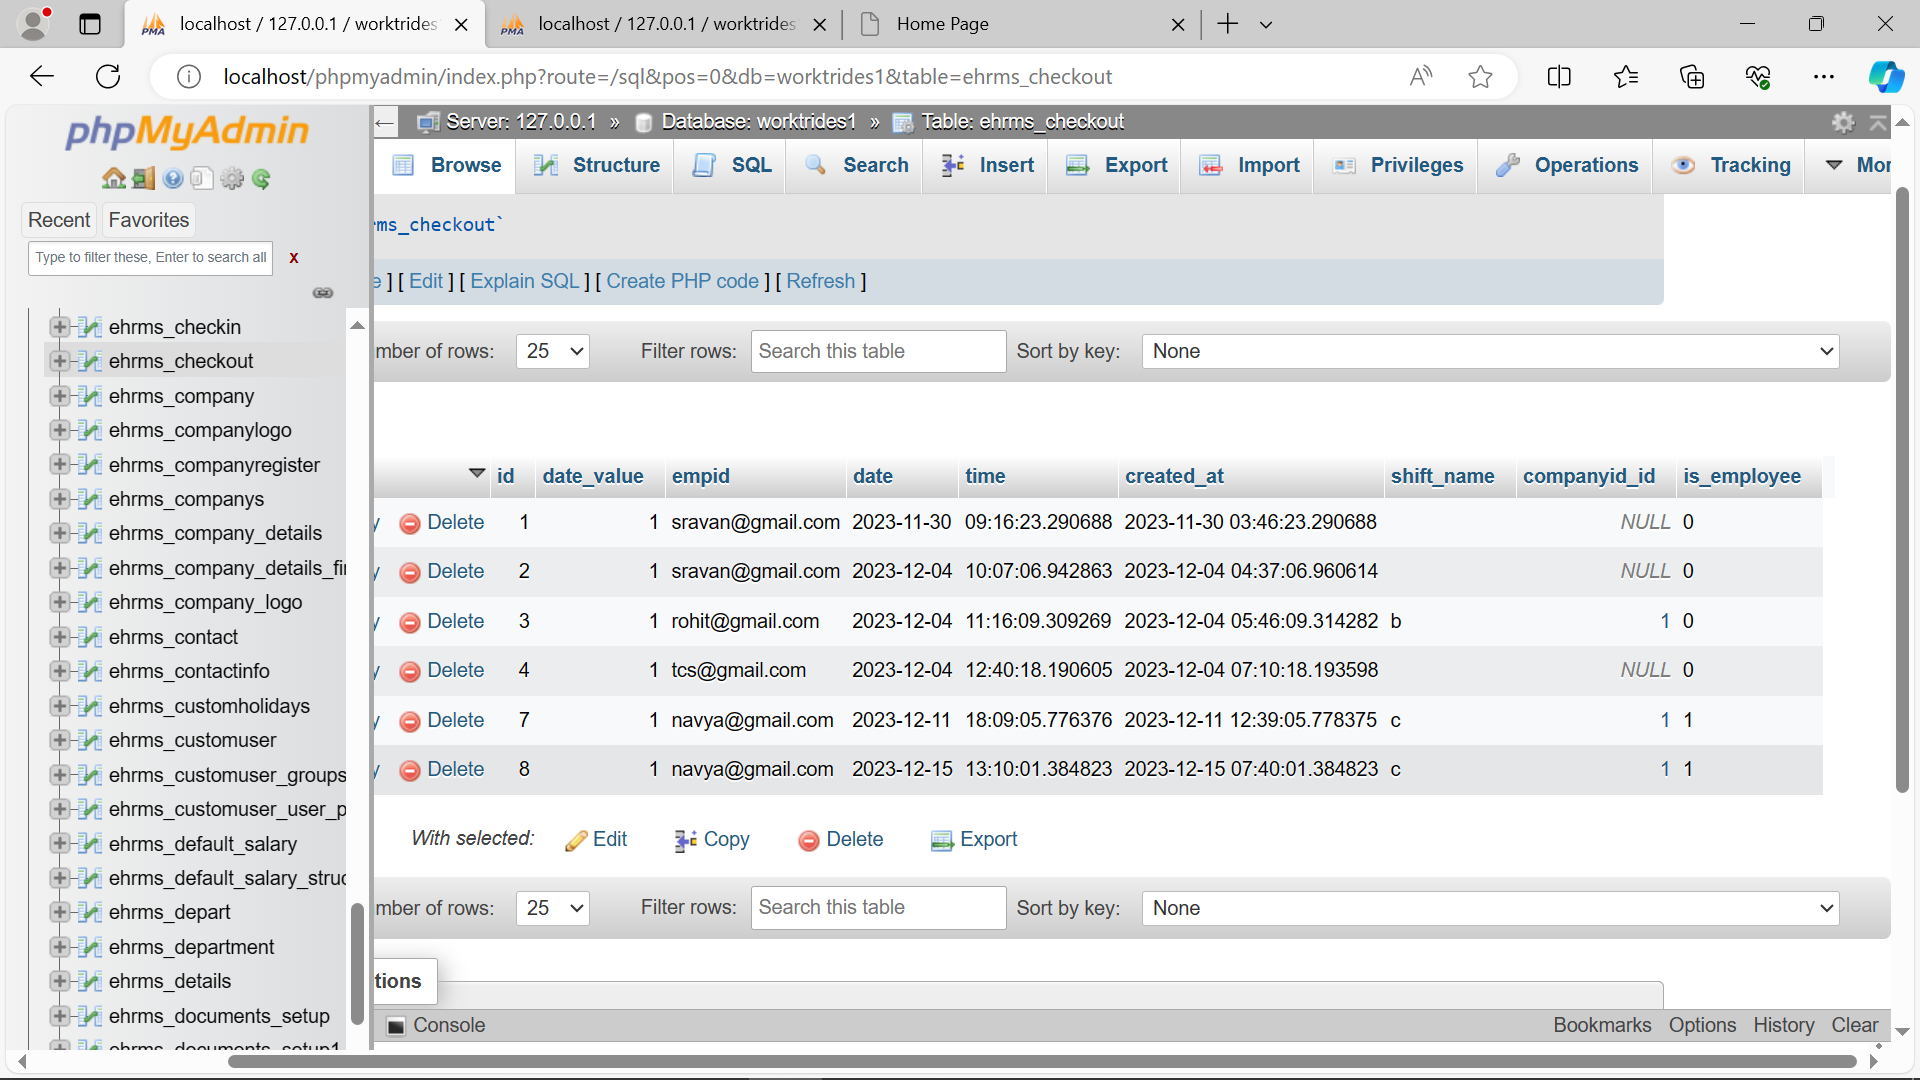 localhost / 127.0.0.1 / worktrides
localhost / 127.0.0.1 / worktrides
Home Page
localhost/phpmyadmin/index.php?route=/sql&pos=0&db=worktrides1&table=ehrms_checkout
phpMyAdmin
Recent
Favorites
Type to filter these, Enter to search all
X
ehrms_checkin
ehrms_checkout
ehrms_company
ehrms_companylogo
ehrms_companyregister
ehrms_companys
ehrms_company_details
ehrms_company_details_fi
ehrms_company_logo
ehrms_contact
ehrms_contactinfo
ehrms_customholidays
ehrms_customuser
ehrms_customuser_groups
ehrms_customuser_user_p
ehrms_default_salary
ehrms_default_salary_struc
ehrms_depart
ehrms_department
ehrms_details
ehrms_documents_setup
ehrms_documents_setup1
Server: 127.0.0.1 » Database: worktrides1 » Table: ehrms_checkout
Browse Structure SQL Search Insert Export Import Privileges Operations Tracking Mor
rms_checkout`
e ] [ Edit ] [ Explain SQL ] [ Create PHP code ] [ Refresh ]
mber of rows: 25 Filter rows: Search this table Sort by key: None
id date_value empid date time created_at shift_name companyid_id is_employee
y Delete 1 1 sravan@gmail.com 2023-11-30 09:16:23.290688 2023-11-30 03:46:23.290688 NULL 0
y Delete 2 1 sravan@gmail.com 2023-12-04 10:07:06.942863 2023-12-04 04:37:06.960614 NULL 0
y Delete 3 1 rohit@gmail.com 2023-12-04 11:16:09.309269 2023-12-04 05:46:09.314282 b 1 0
y Delete 4 1 tcs@gmail.com 2023-12-04 12:40:18.190605 2023-12-04 07:10:18.193598 NULL 0
y Delete 7 1 navya@gmail.com 2023-12-11 18:09:05.776376 2023-12-11 12:39:05.778375 c 1 1
y Delete 8 1 navya@gmail.com 2023-12-15 13:10:01.384823 2023-12-15 07:40:01.384823 c 1 1
With selected: Edit Copy Delete Export
mber of rows: 25 Filter rows: Search this table Sort by key: None
tions
Console
Bookmarks Options History Clear